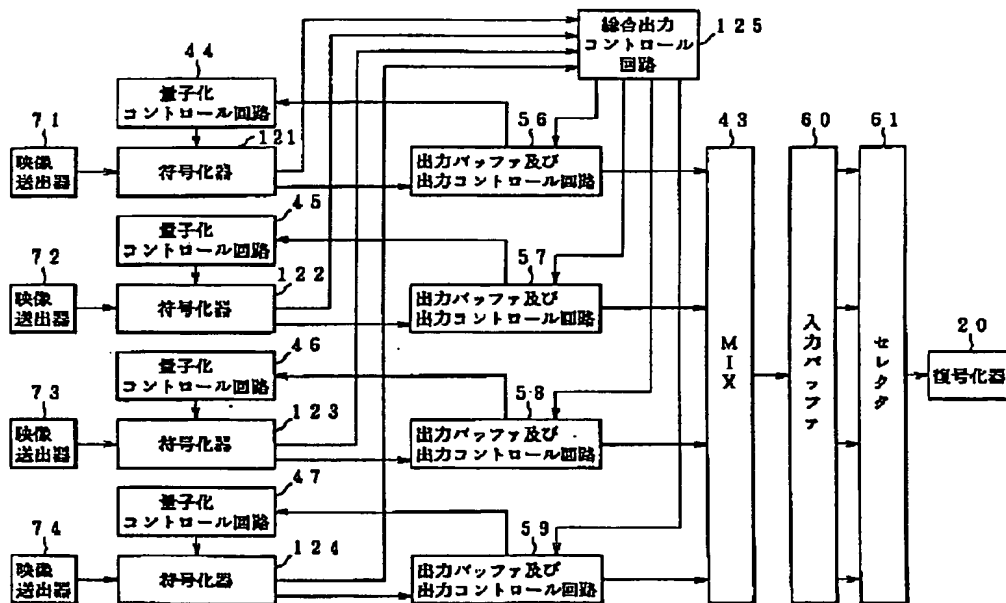 総合出力
コントロール
回路
125
44
量子化
コントロール回路
71
映像
送出器
121
符号化器
56
出力バッファ及び
出力コントロール回路
43
MIX
60
入力バッファ
61
セレクタ
45
量子化
コントロール回路
72
映像
送出器
122
符号化器
57
出力バッファ及び
出力コントロール回路
20
復号化器
46
量子化
コントロール回路
73
映像
送出器
123
符号化器
58
出力バッファ及び
出力コントロール回路
47
量子化
コントロール回路
74
映像
送出器
124
符号化器
59
出力バッファ及び
出力コントロール回路